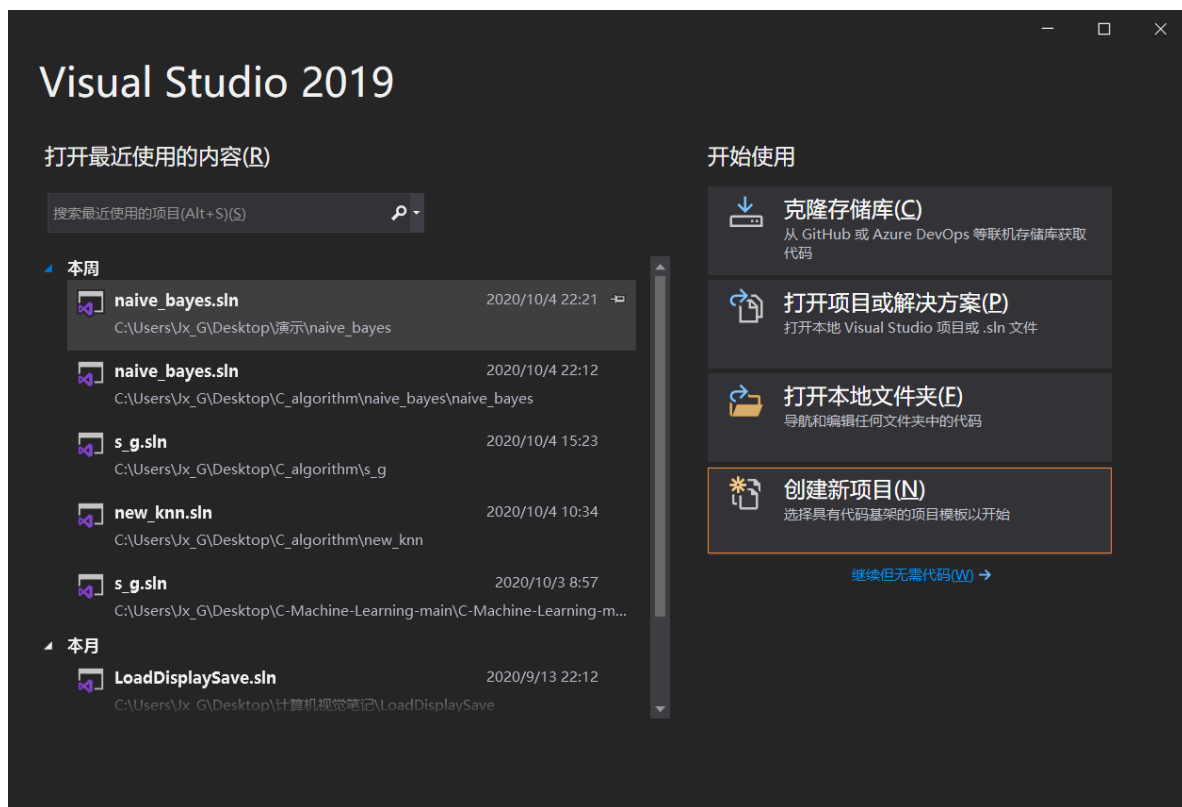 Visual Studio 2019
打开最近使用的内容(R)
搜索最近使用的项目(Alt+S)(S)
本周
naive_bayes.sln 2020/10/4 22:21
C:\Users\Jx_G\Desktop\演示\naive_bayes
naive_bayes.sln 2020/10/4 22:12
C:\Users\Jx_G\Desktop\C_algorithm\naive_bayes\naive_bayes
s_g.sln 2020/10/4 15:23
C:\Users\Jx_G\Desktop\C_algorithm\s_g
new_knn.sln 2020/10/4 10:34
C:\Users\Jx_G\Desktop\C_algorithm\new_knn
s_g.sln 2020/10/3 8:57
C:\Users\Jx_G\Desktop\C-Machine-Learning-main\C-Machine-Learning-m...
本月
LoadDisplaySave.sln 2020/9/13 22:12
C:\Users\Jx_G\Desktop\计算机视觉笔记\LoadDisplaySave
开始使用
克隆存储库(C)
从 GitHub 或 Azure DevOps 等联机存储库获取
代码
打开项目或解决方案(P)
打开本地 Visual Studio 项目或 .sln 文件
打开本地文件夹(F)
导航和编辑任何文件夹中的代码
创建新项目(N)
选择具有代码基架的项目模板以开始
继续但无需代码(W) →